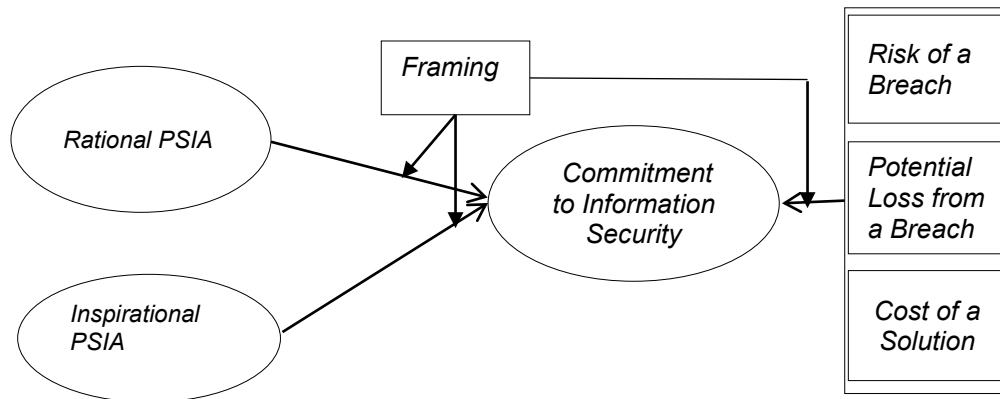 Framing
Rational PSIA
Inspirational
PSIA
Commitment
to Information
Security
Risk of a
Breach
Potential
Loss from
a Breach
Cost of a
Solution